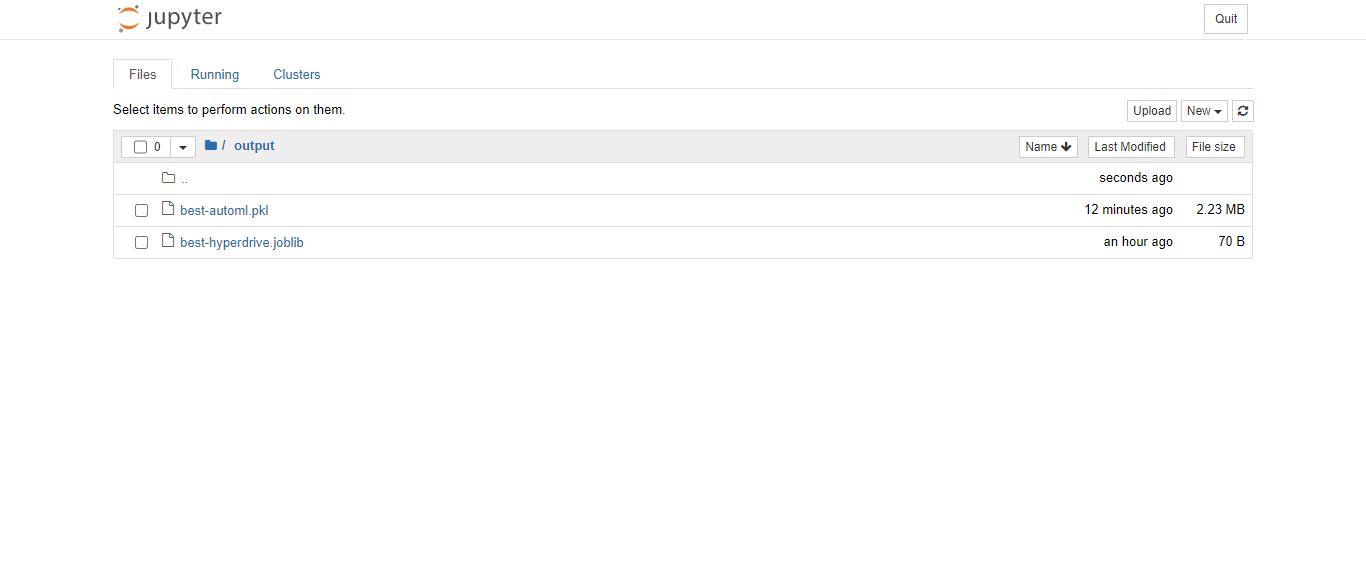 jupyter
Quit
Files Running Clusters
Select items to perform actions on them.
Upload New
0 / output Name Last Modified File size
.. seconds ago
best-automl.pkl 12 minutes ago 2.23 MB
best-hyperdrive.joblib an hour ago 70 B